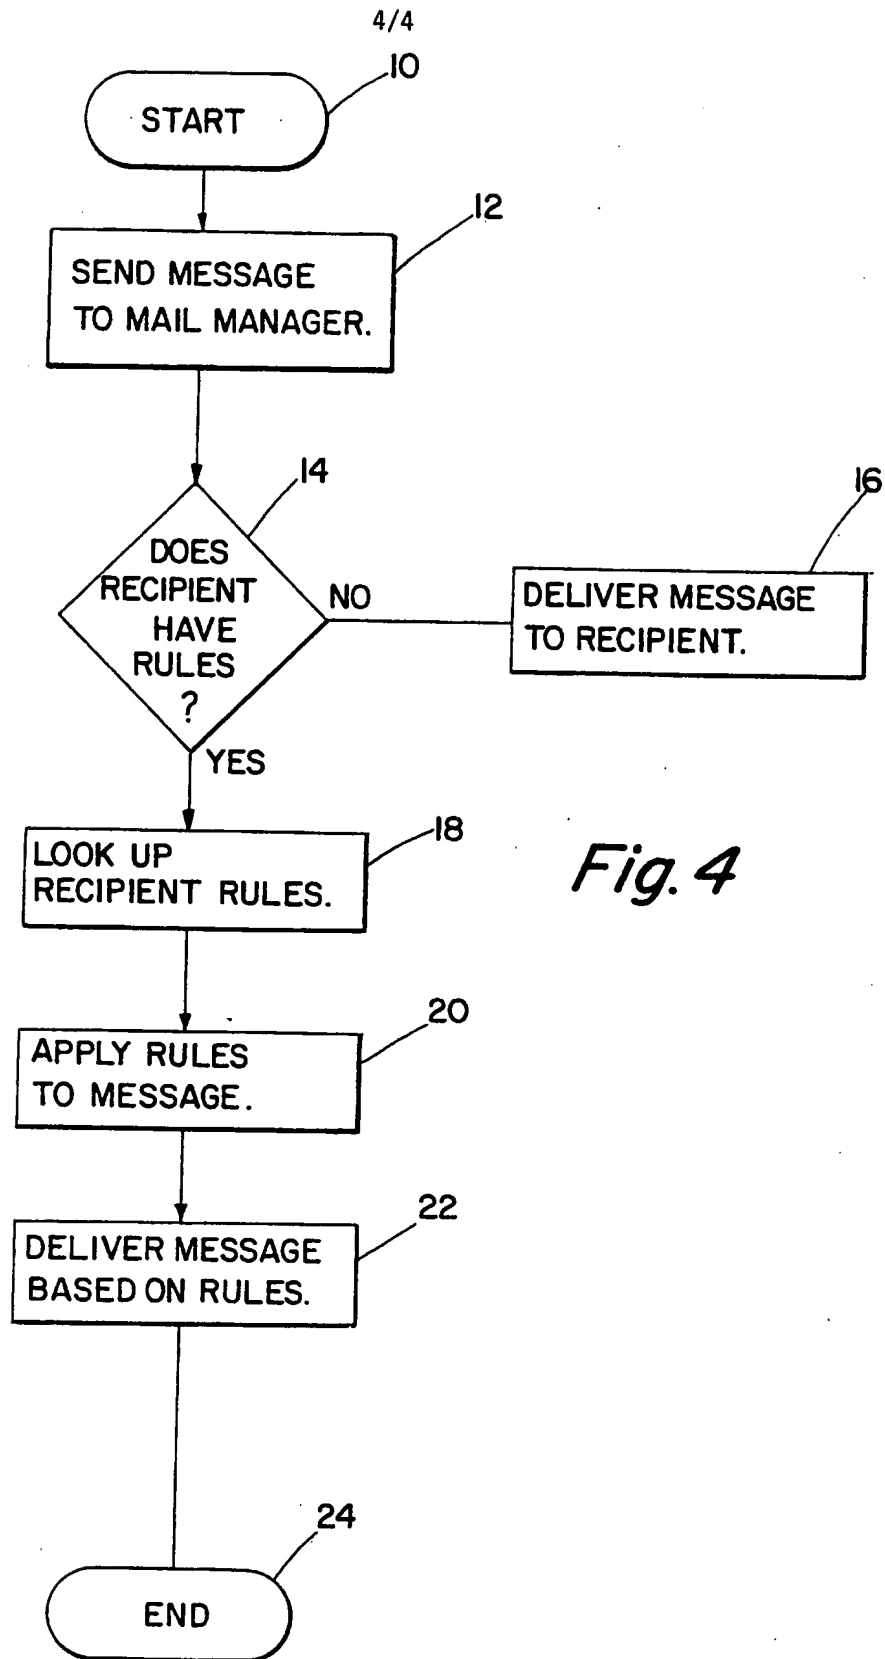 4/4
10
START
12
SEND MESSAGE
TO MAIL MANAGER.
14
16
DOES
RECIPIENT
HAVE
RULES
?
NO
DELIVER MESSAGE
TO RECIPIENT.
YES
18
LOOK UP
RECIPIENT RULES.
Fig. 4
20
APPLY RULES
TO MESSAGE.
22
DELIVER MESSAGE
BASED ON RULES.
24
END